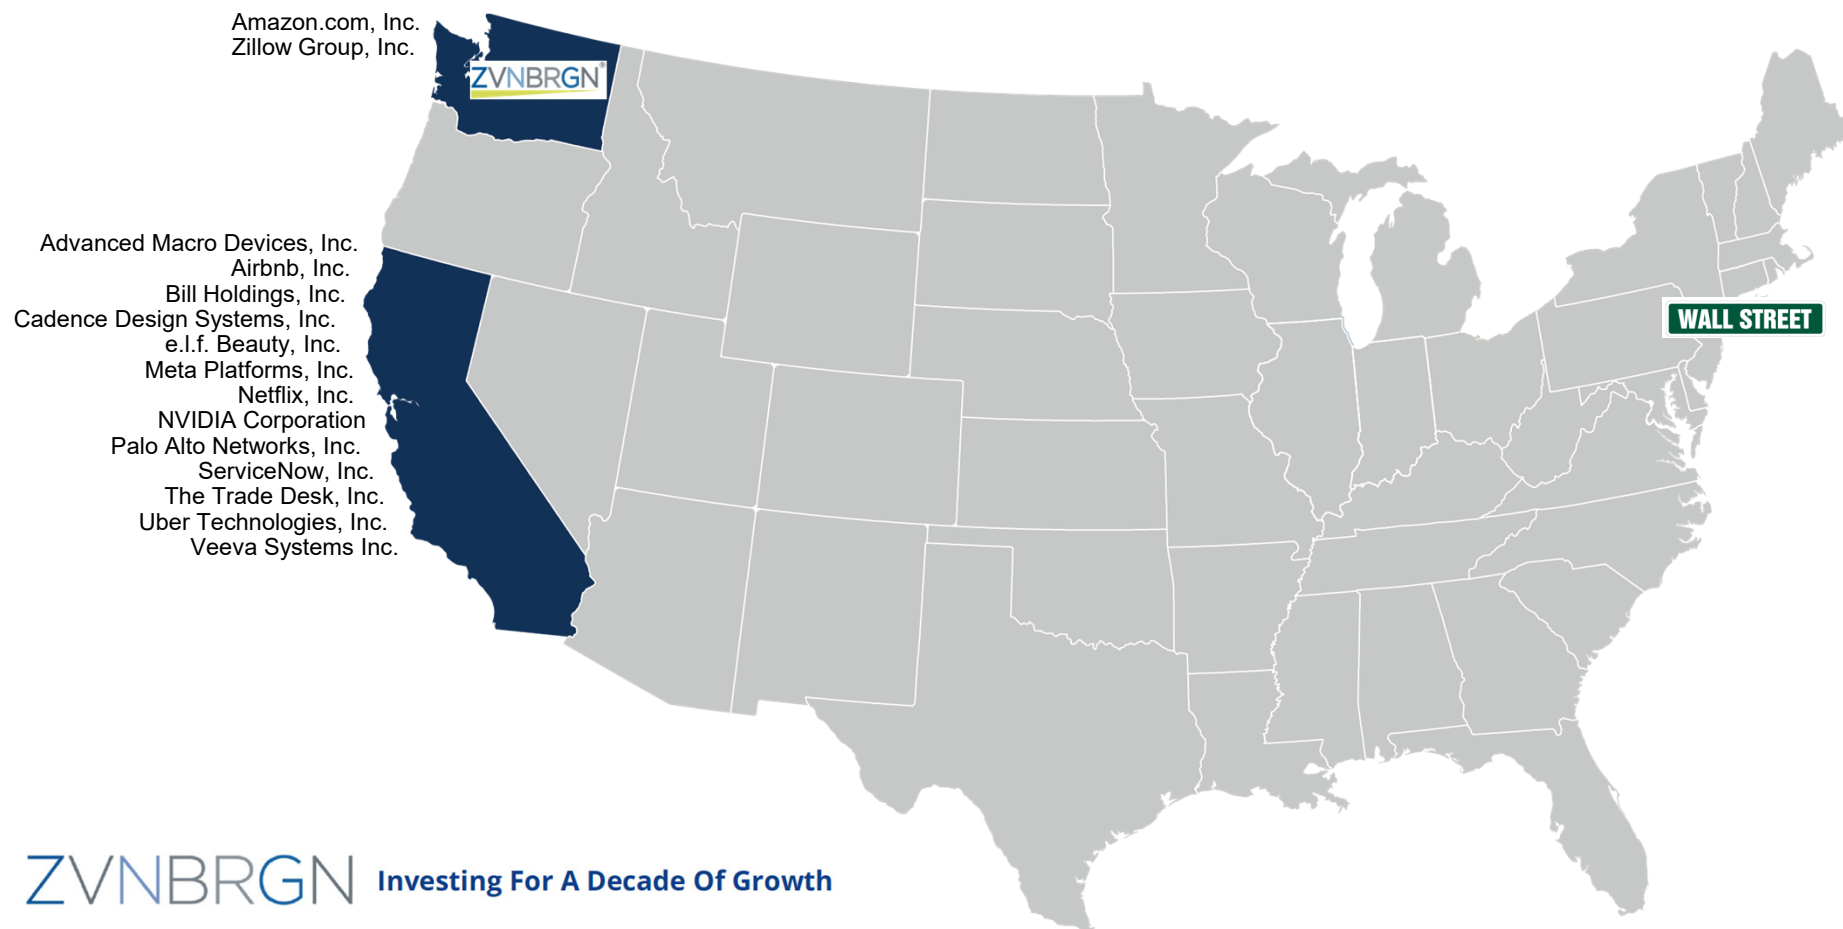 Amazon.com, Inc.
Zillow Group, Inc.
ZVNBRGN®
Advanced Macro Devices, Inc.
Airbnb, Inc.
Bill Holdings, Inc.
Cadence Design Systems, Inc.
e.l.f. Beauty, Inc.
Meta Platforms, Inc.
Netflix, Inc.
NVIDIA Corporation
Palo Alto Networks, Inc.
ServiceNow, Inc.
The Trade Desk, Inc.
Uber Technologies, Inc.
Veeva Systems Inc.
WALL STREET
ZVNBRGN Investing For A Decade Of Growth